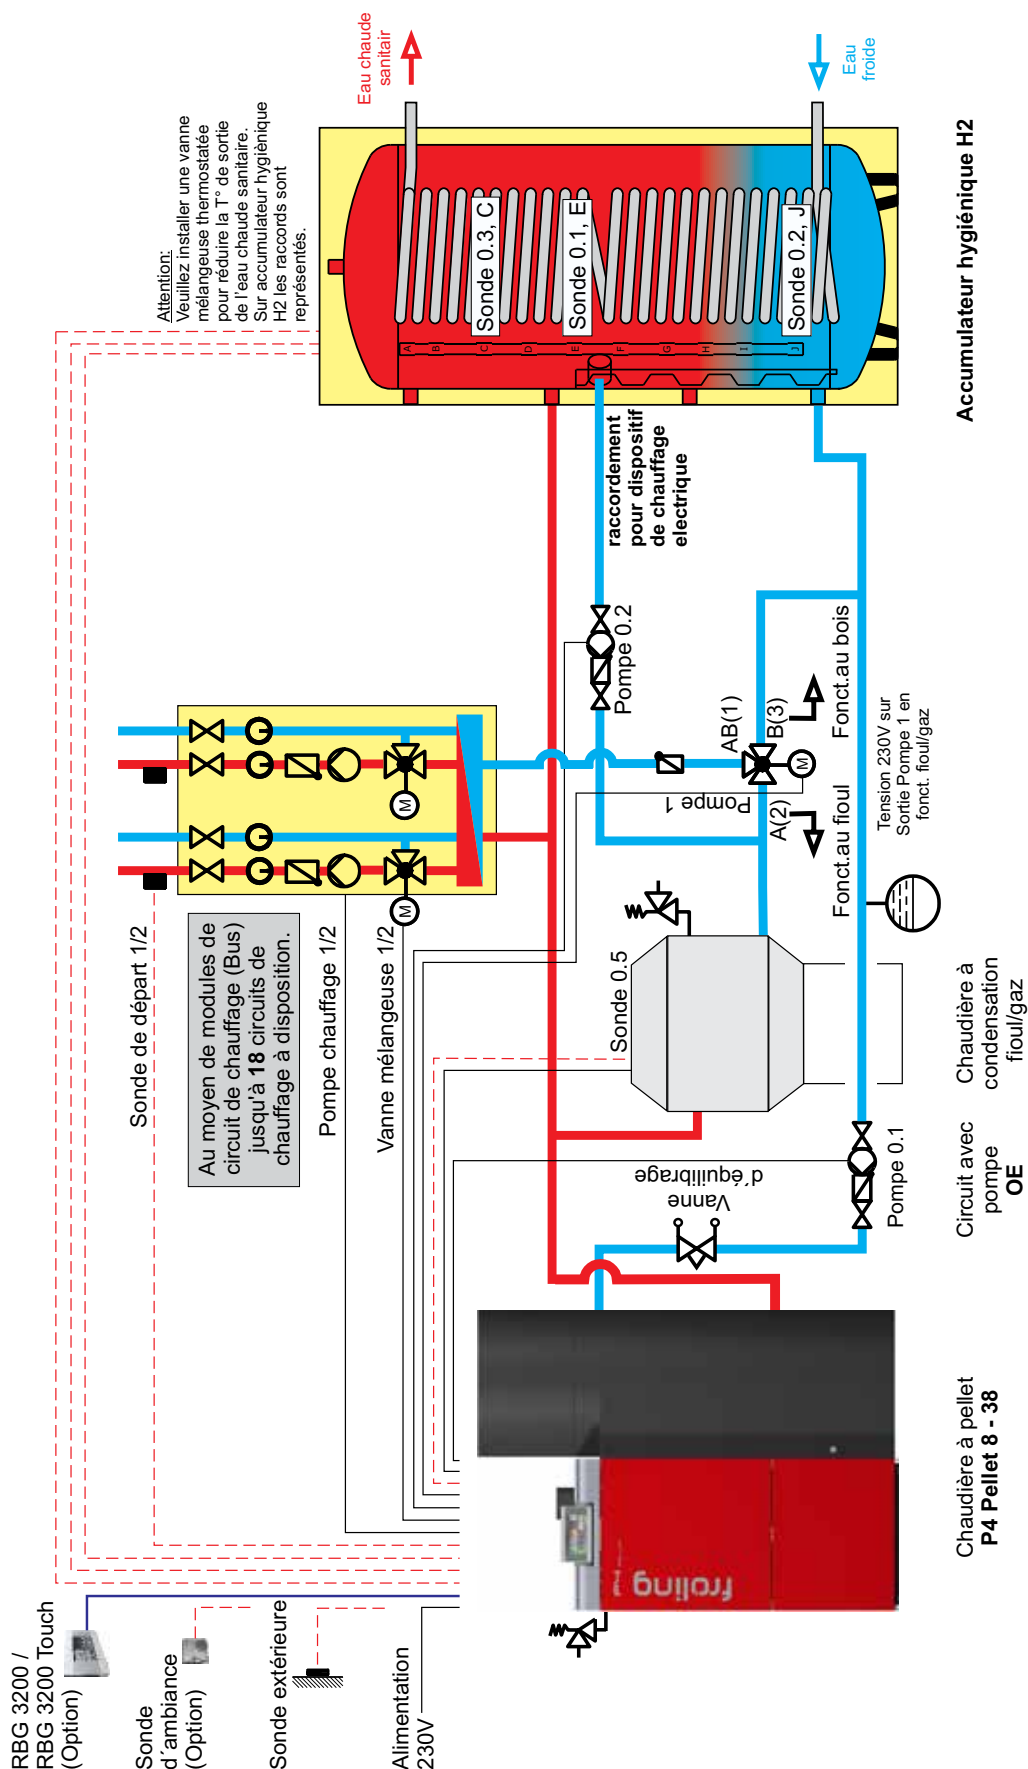 RBG 3200 /
RBG 3200 Touch
(Option)
Sonde
d´ambiance
(Option)
Sonde extérieure
Alimentation
230V
Sonde de départ 1/2
Au moyen de modules de
circuit de chauffage (Bus)
jusqu'à 18 circuits de
chauffage à disposition.
Pompe chauffage 1/2
Vanne mélangeuse 1/2
M
M
Attention:
Veuillez installer une vanne
mélangeuse thermostatée
pour réduire la T° de sortie
de l'eau chaude sanitaire.
Sur accumulateur hygiènique
H2 les raccords sont
représentés.
Eau chaude
sanitair
Eau
froide
Sonde 0.3, C
Sonde 0.1, E
Sonde 0.2, J
A
B
C
D
E
F
G
H
I
J
raccordement
pour dispositif
de chauffage
electrique
Pompe 0.2
Pompe 1
AB(1)
B(3)
A(2)
M
Fonct.au fioul
Fonct.au bois
Tension 230V sur
Sortie Pompe 1 en
fonct. fioul/gaz
Sonde 0.5
Vanne
d´équilibrage
Pompe 0.1
froling
Chaudière à pellet
P4 Pellet 8 - 38
Circuit avec
pompe
OE
Chaudière à
condensation
fioul/gaz
Accumulateur hygiénique H2